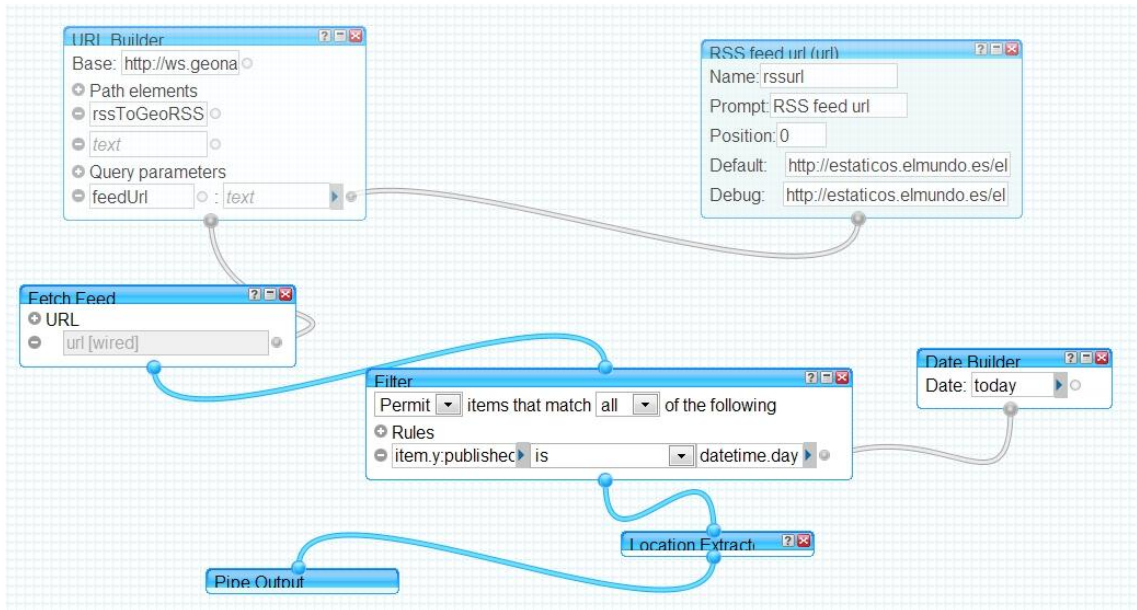 URL Builder
Base: http://ws.geona
Path elements
rssToGeoRSS
text
Query parameters
feedUrl : text
RSS feed url (url)
Name: rssurl
Prompt: RSS feed url
Position: 0
Default: http://estaticos.elmundo.es/el
Debug: http://estaticos.elmundo.es/el
Fetch Feed
URL
url [wired]
Filter
Permit items that match all of the following
Rules
item.y:published is datetime.day
Date Builder
Date: today
Location Extracto
Pipe Output